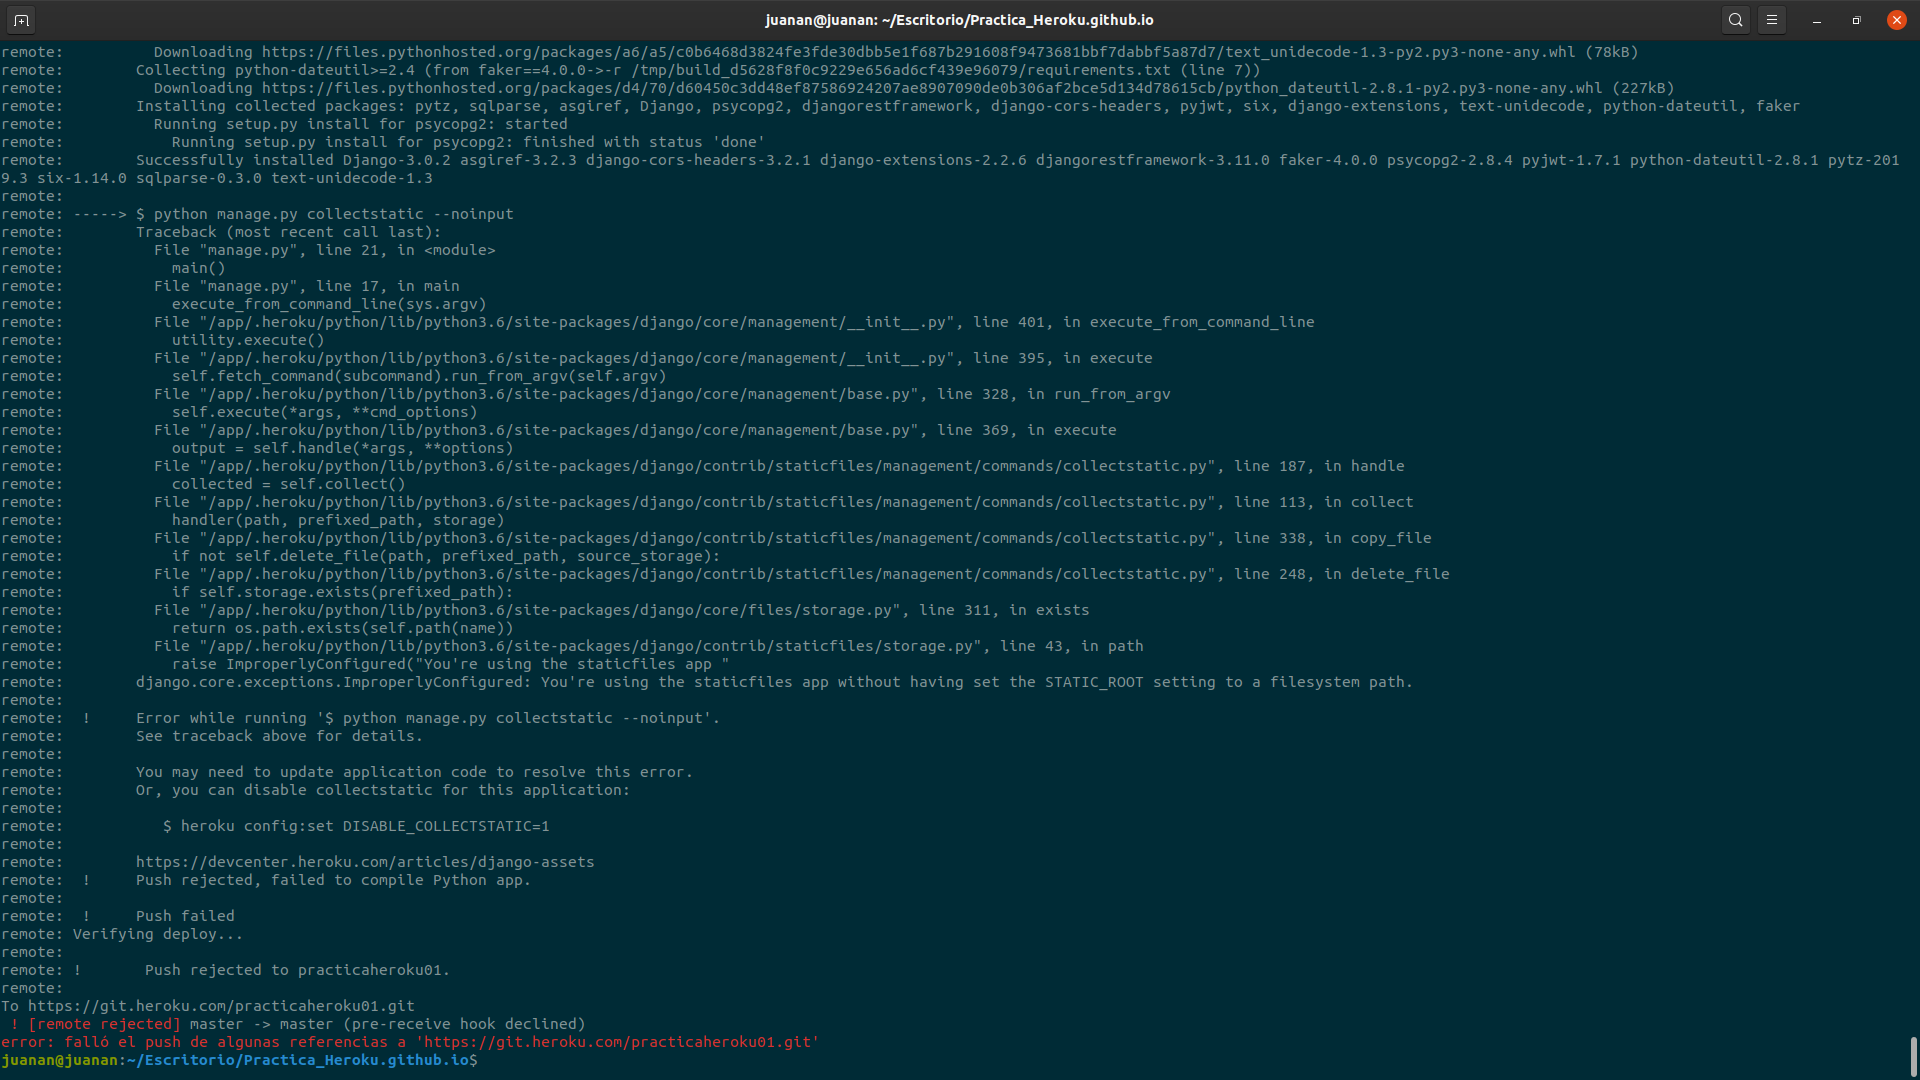 juanan@juanan: ~/Escritorio/Practica_Heroku.github.io
remote:          Downloading https://files.pythonhosted.org/packages/a6/a5/c0b6468d3824fe3fde30dbb5e1f687b291608f9473681bbf7dabbf5a87d7/text_unidecode-1.3-py2.py3-none-any.whl (78kB)
remote:        Collecting python-dateutil>=2.4 (from faker==4.0.0->-r /tmp/build_d5628f8f0c9229e656ad6cf439e96079/requirements.txt (line 7))
remote:          Downloading https://files.pythonhosted.org/packages/d4/70/d60450c3dd48ef87586924207ae8907090de0b306af2bce5d134d78615cb/python_dateutil-2.8.1-py2.py3-none-any.whl (227kB)
remote:        Installing collected packages: pytz, sqlparse, asgiref, Django, psycopg2, djangorestframework, django-cors-headers, pyjwt, six, django-extensions, text-unidecode, python-dateutil, faker
remote:          Running setup.py install for psycopg2: started
remote:            Running setup.py install for psycopg2: finished with status 'done'
remote:        Successfully installed Django-3.0.2 asgiref-3.2.3 django-cors-headers-3.2.1 django-extensions-2.2.6 djangorestframework-3.11.0 faker-4.0.0 psycopg2-2.8.4 pyjwt-1.7.1 python-dateutil-2.8.1 pytz-201
9.3 six-1.14.0 sqlparse-0.3.0 text-unidecode-1.3
remote:
remote: -----> $ python manage.py collectstatic --noinput
remote:        Traceback (most recent call last):
remote:          File "manage.py", line 21, in <module>
remote:            main()
remote:          File "manage.py", line 17, in main
remote:            execute_from_command_line(sys.argv)
remote:          File "/app/.heroku/python/lib/python3.6/site-packages/django/core/management/__init__.py", line 401, in execute_from_command_line
remote:            utility.execute()
remote:          File "/app/.heroku/python/lib/python3.6/site-packages/django/core/management/__init__.py", line 395, in execute
remote:            self.fetch_command(subcommand).run_from_argv(self.argv)
remote:          File "/app/.heroku/python/lib/python3.6/site-packages/django/core/management/base.py", line 328, in run_from_argv
remote:            self.execute(*args, **cmd_options)
remote:          File "/app/.heroku/python/lib/python3.6/site-packages/django/core/management/base.py", line 369, in execute
remote:            output = self.handle(*args, **options)
remote:          File "/app/.heroku/python/lib/python3.6/site-packages/django/contrib/staticfiles/management/commands/collectstatic.py", line 187, in handle
remote:            collected = self.collect()
remote:          File "/app/.heroku/python/lib/python3.6/site-packages/django/contrib/staticfiles/management/commands/collectstatic.py", line 113, in collect
remote:            handler(path, prefixed_path, storage)
remote:          File "/app/.heroku/python/lib/python3.6/site-packages/django/contrib/staticfiles/management/commands/collectstatic.py", line 338, in copy_file
remote:            if not self.delete_file(path, prefixed_path, source_storage):
remote:          File "/app/.heroku/python/lib/python3.6/site-packages/django/contrib/staticfiles/management/commands/collectstatic.py", line 248, in delete_file
remote:            if self.storage.exists(prefixed_path):
remote:          File "/app/.heroku/python/lib/python3.6/site-packages/django/core/files/storage.py", line 311, in exists
remote:            return os.path.exists(self.path(name))
remote:          File "/app/.heroku/python/lib/python3.6/site-packages/django/contrib/staticfiles/storage.py", line 43, in path
remote:            raise ImproperlyConfigured("You're using the staticfiles app "
remote:        django.core.exceptions.ImproperlyConfigured: You're using the staticfiles app without having set the STATIC_ROOT setting to a filesystem path.
remote:
remote:  !     Error while running '$ python manage.py collectstatic --noinput'.
remote:        See traceback above for details.
remote:
remote:        You may need to update application code to resolve this error.
remote:        Or, you can disable collectstatic for this application:
remote:
remote:           $ heroku config:set DISABLE_COLLECTSTATIC=1
remote:
remote:        https://devcenter.heroku.com/articles/django-assets
remote:  !     Push rejected, failed to compile Python app.
remote:
remote:  !     Push failed
remote: Verifying deploy...
remote:
remote: !       Push rejected to practicaheroku01.
remote:
To https://git.heroku.com/practicaheroku01.git
 ! [remote rejected] master -> master (pre-receive hook declined)
error: falló el push de algunas referencias a 'https://git.heroku.com/practicaheroku01.git'
juanan@juanan:~/Escritorio/Practica_Heroku.github.io$